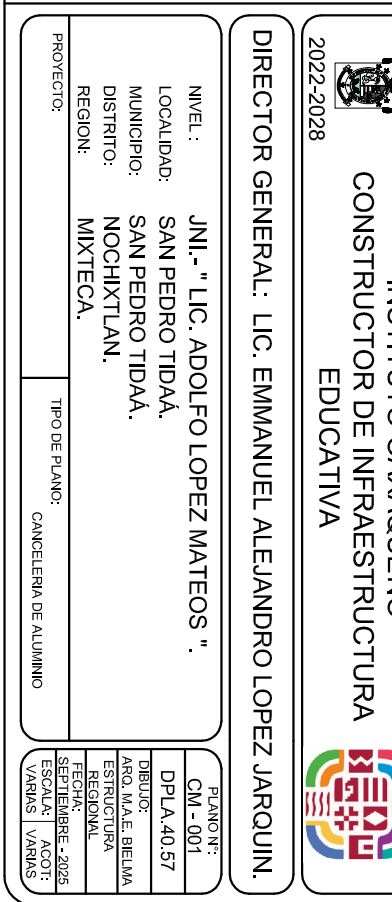 CONSTRUCTOR DE INFRAESTRUCTURA
EDUCATIVA
2022-2028
DIRECTOR GENERAL: LIC. EMMANUEL ALEJANDRO LOPEZ JARQUIN.
NIVEL : JNI.- " LIC. ADOLFO LOPEZ MATEOS ".
LOCALIDAD: SAN PEDRO TIDAÁ.
MUNICIPIO: SAN PEDRO TIDAÁ.
DISTRITO: NOCHIXTLAN.
REGION: MIXTECA.
PROYECTO:
TIPO DE PLANO:
CANCELERIA DE ALUMINIO
PLANO Nº:
CM - 001
DPLA.40.57
DIBUJO:
ARQ. M.A.E. BIELMA
ESTRUCTURA
REGIONAL
FECHA:
SEPTIEMBRE - 2025
ESCALA: ACOT:
VARIAS VARIAS